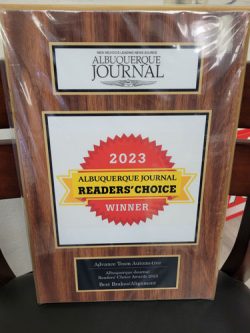 NEW MEXICO'S LEADING NEWS SOURCE
ALBUQUERQUE
JOURNAL
2023
ALBUQUERQUE JOURNAL
READERS' CHOICE
WINNER
Advance Town Automotive
Albuquerque Journal
Readers' Choice Awards 2023
Best Brakes/Alignment